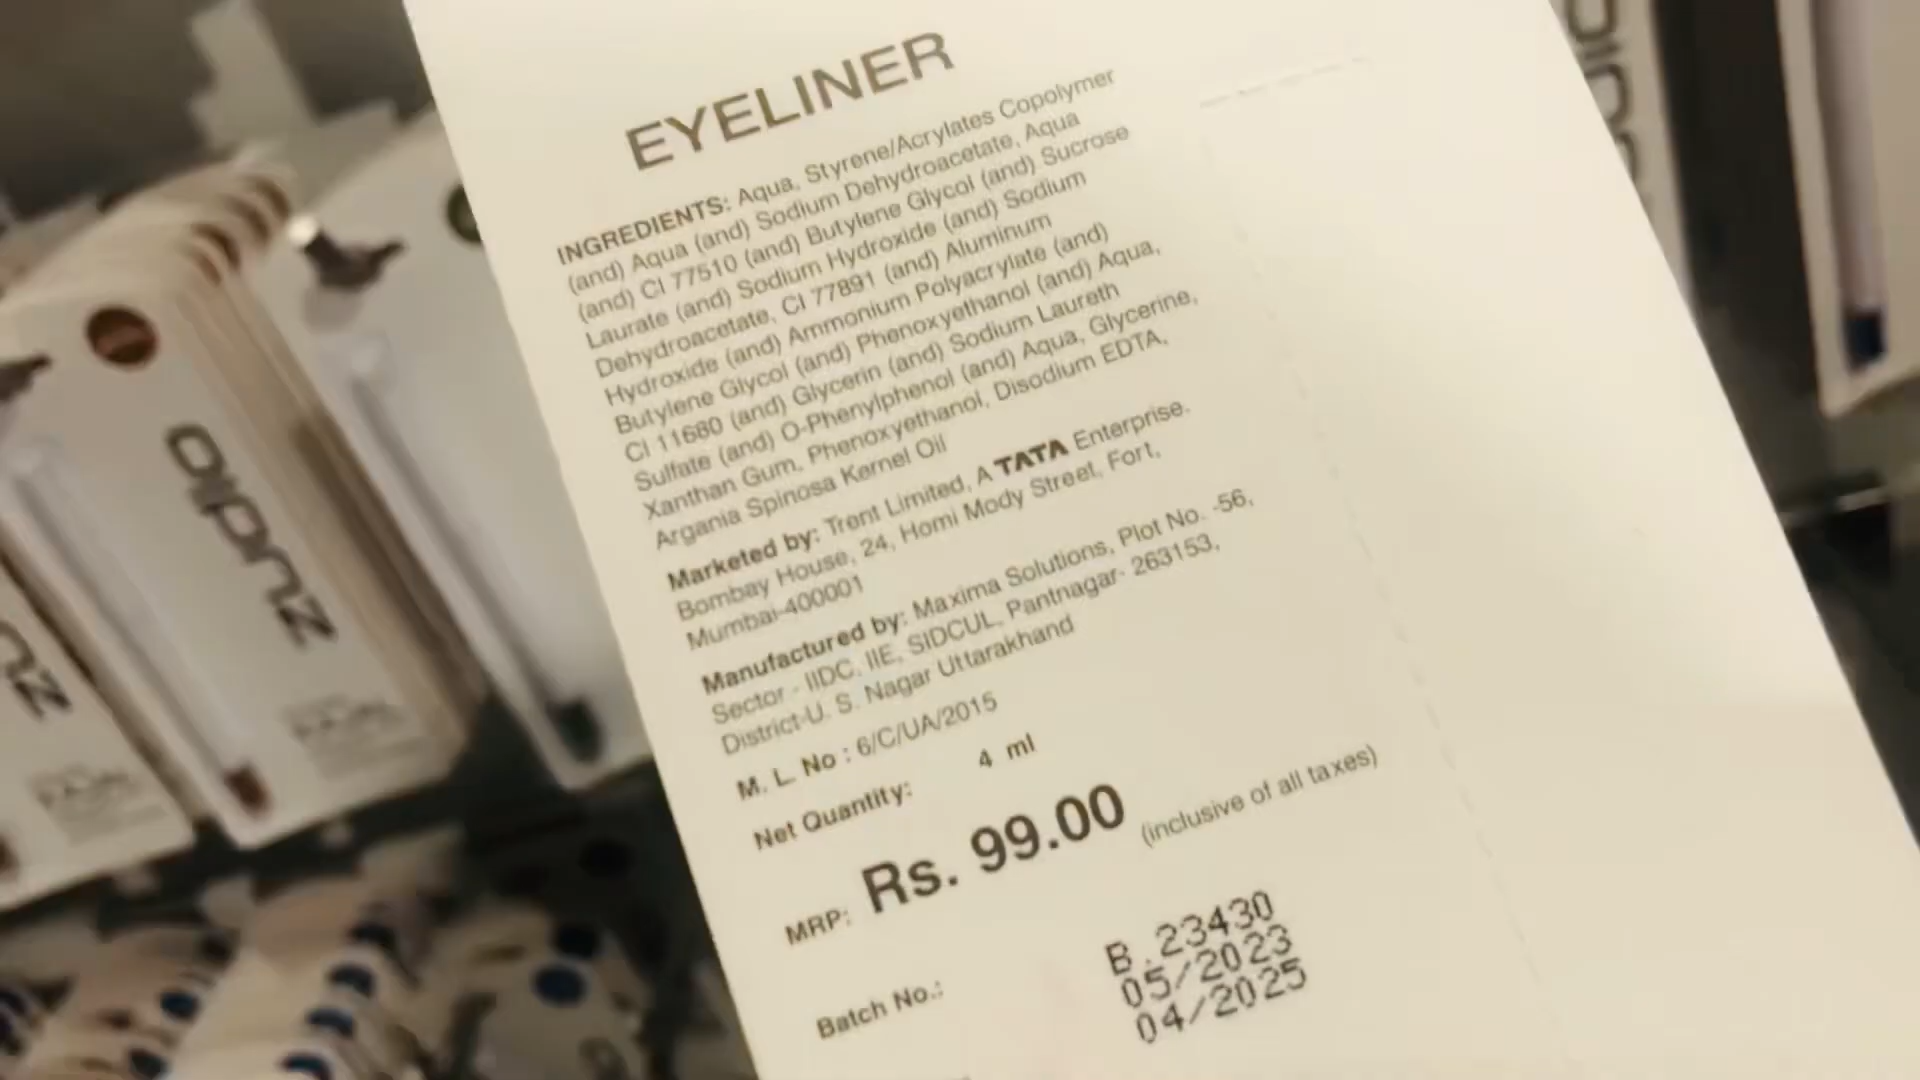 EYELINER
INGREDIENTS: Aqua, Styrene/Acrylates Copolymer
(and) Aqua (and) Sodium Dehydroacetate, Aqua
(and) CI 77510 (and) Butylene Glycol (and) Sucrose
Laurate (and) Sodium Hydroxide (and) Sodium
Dehydroacetate, CI 77891 (and) Aluminum
Hydroxide (and) Ammonium Polyacrylate (and)
Butylene Glycol (and) Phenoxyethanol (and) Aqua,
CI 11680 (and) Glycerin (and) Sodium Laureth
Sulfate (and) O-Phenylphenol (and) Aqua, Glycerine,
Xanthan Gum, Phenoxyethanol, Disodium EDTA,
Argania Spinosa Kernel Oil
Marketed by: Trent Limited, A TATA Enterprise.
Bombay House, 24, Homi Mody Street, Fort,
Mumbai-400001
Manufactured by: Maxima Solutions, Plot No. -56,
Sector - IIDC, IIE, SIDCUL, Pantnagar- 263153,
District-U. S. Nagar Uttarakhand
M. L. No : 6/C/UA/2015
Net Quantity: 4 ml
MRP: Rs. 99.00 (inclusive of all taxes)
Batch No.: B.23430
05/2023
04/2025
zudio